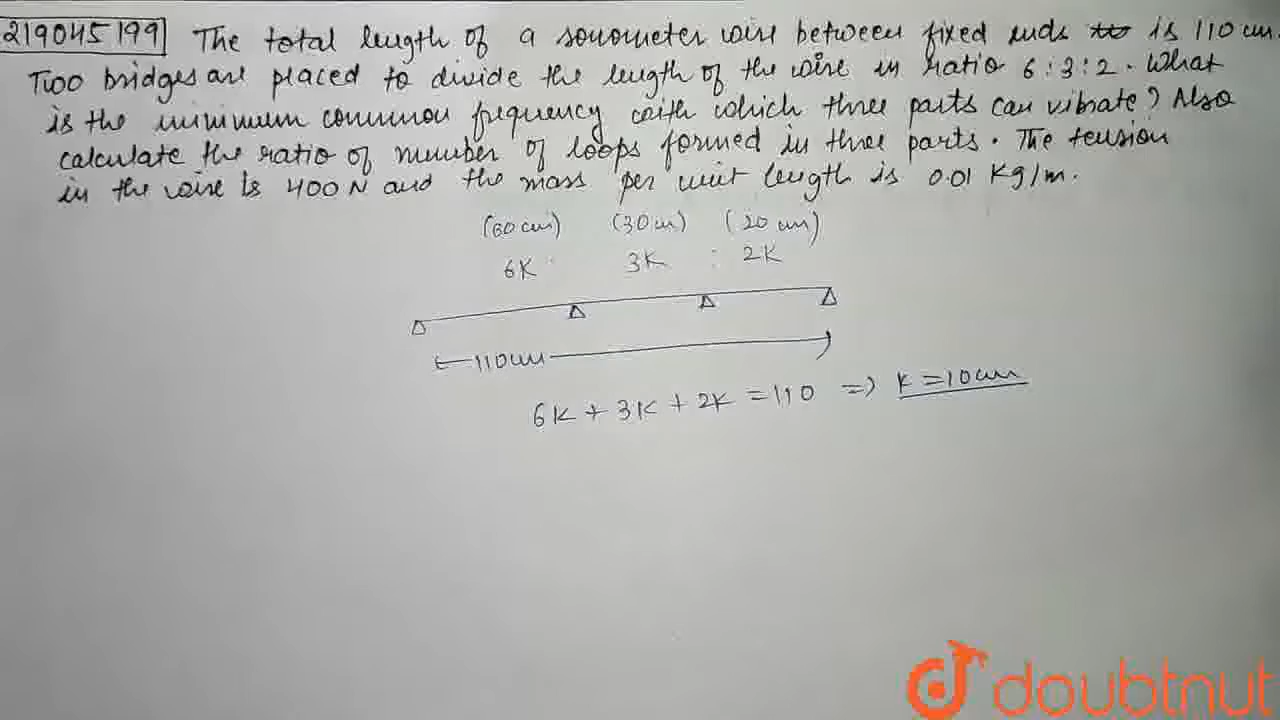 219045199 The total length of a sonometer wire between fixed ends is 110 cm.
Two bridges are placed to divide the length of the wire in ratio 6:3:2. What
is the minimum common frequency with which three parts can vibrate? Also
calculate the ratio of number of loops formed in three parts. The tension
in the wire is 400 N and the mass per unit length is 0.01 Kg/m.
(60 cm) (30 cm) (20 cm)
6K : 3K : 2K
110cm
6K + 3K + 2K = 110 => K = 10cm
doubtnut